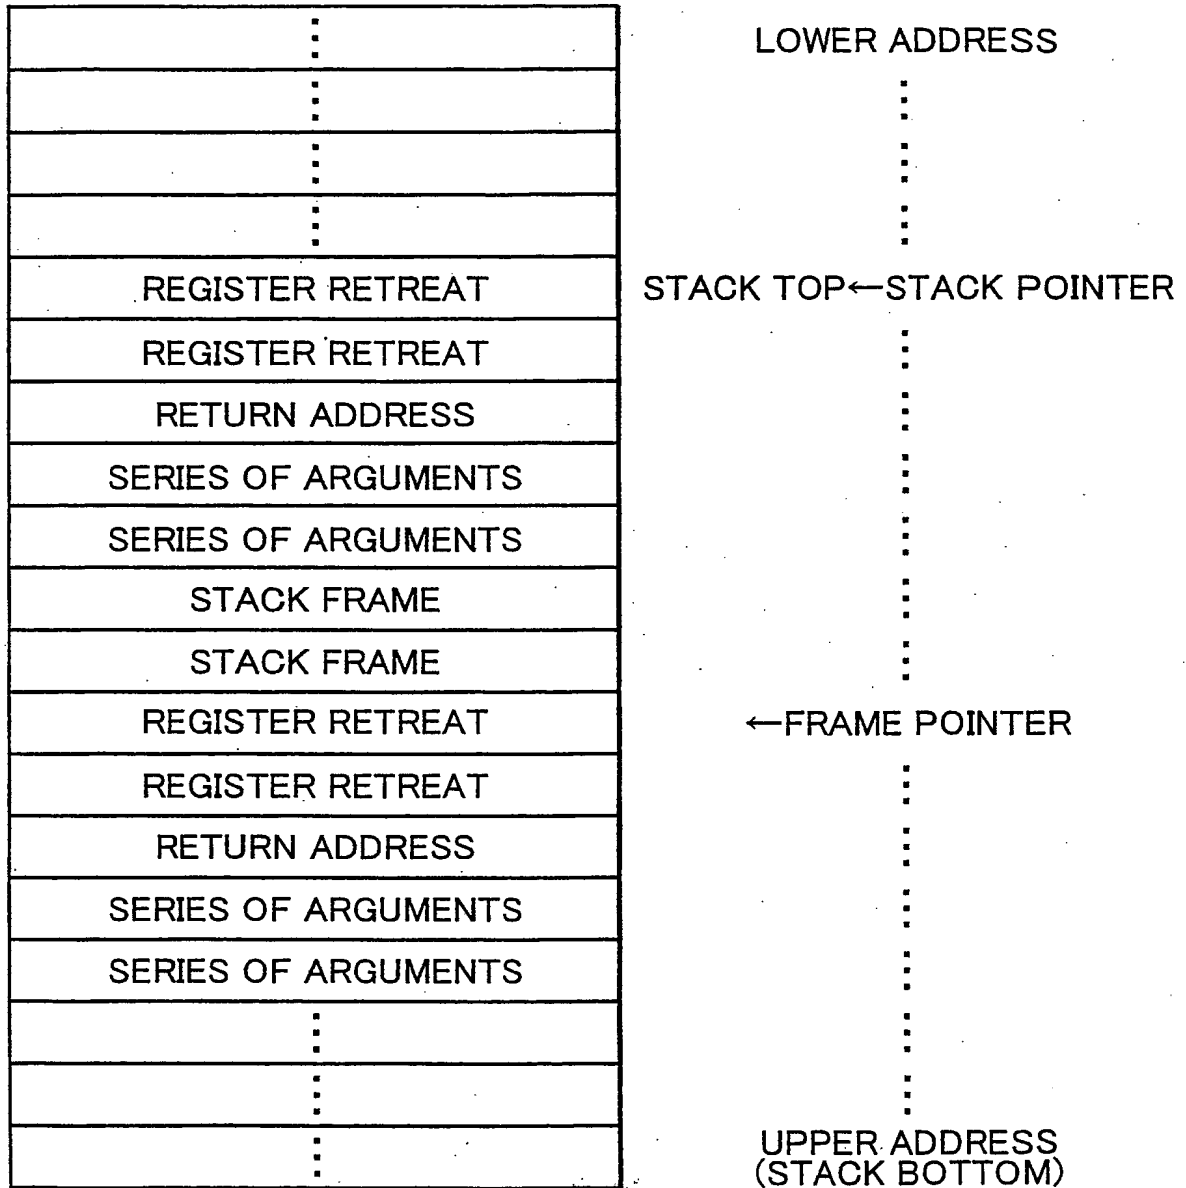 LOWER ADDRESS
REGISTER RETREAT
STACK TOP←STACK POINTER
REGISTER RETREAT
RETURN ADDRESS
SERIES OF ARGUMENTS
SERIES OF ARGUMENTS
STACK FRAME
STACK FRAME
REGISTER RETREAT
←FRAME POINTER
REGISTER RETREAT
RETURN ADDRESS
SERIES OF ARGUMENTS
SERIES OF ARGUMENTS
UPPER ADDRESS
(STACK BOTTOM)